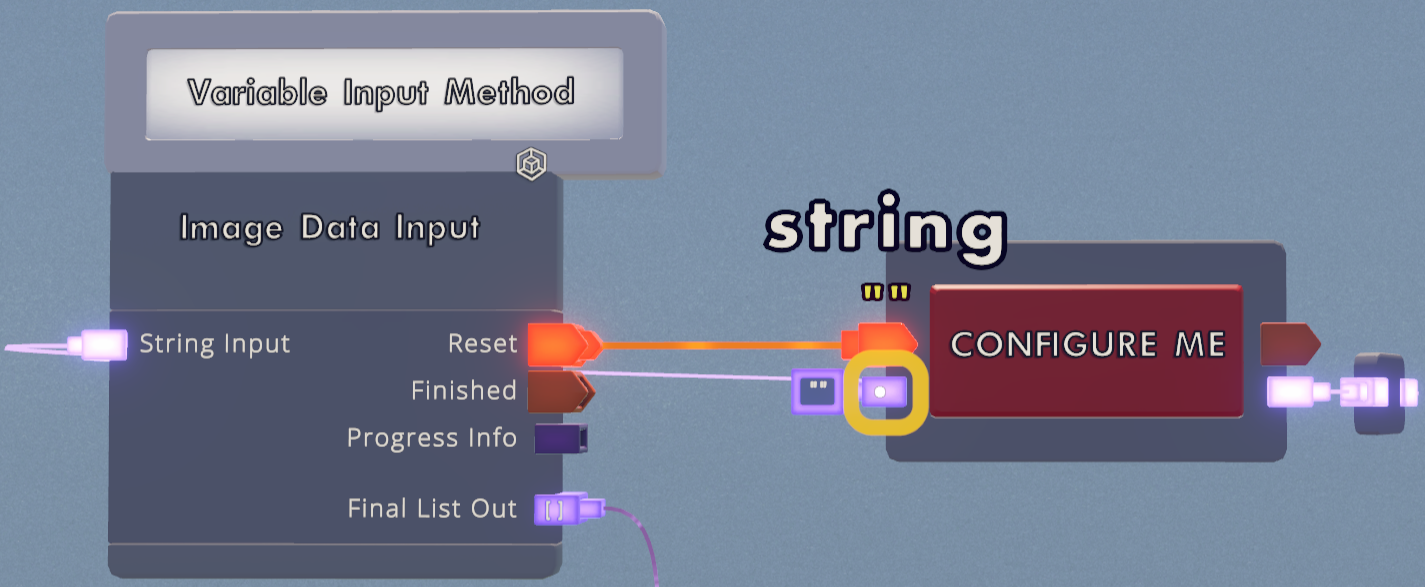 Variable Input Method
Image Data Input
String Input
Reset
Finished
Progress Info
Final List Out
[ ]
string
""
""
CONFIGURE ME